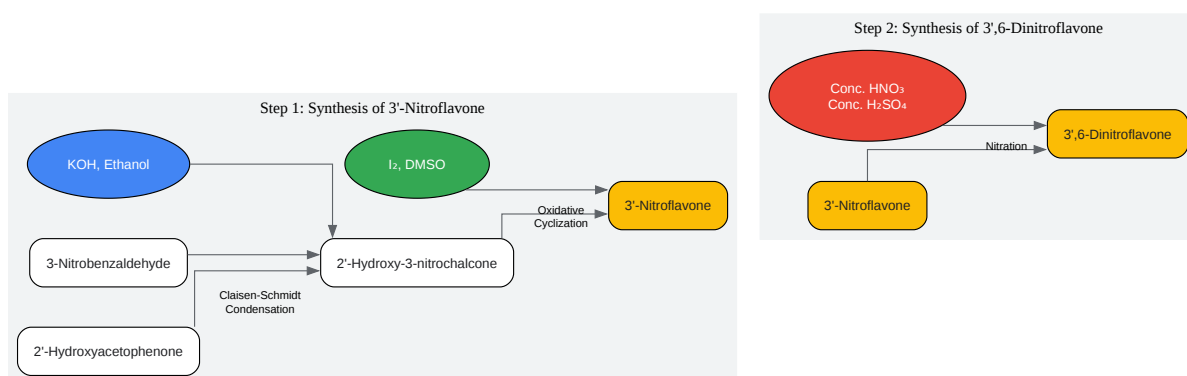 Step 1: Synthesis of 3'-Nitroflavone
KOH, Ethanol
I₂, DMSO
3'-Nitroflavone
Oxidative
Cyclization
3-Nitrobenzaldehyde
2'-Hydroxy-3-nitrochalcone
Claisen-Schmidt
Condensation
2'-Hydroxyacetophenone
Step 2: Synthesis of 3',6-Dinitroflavone
Conc. HNO₃
Conc. H₂SO₄
3',6-Dinitroflavone
Nitration
3'-Nitroflavone